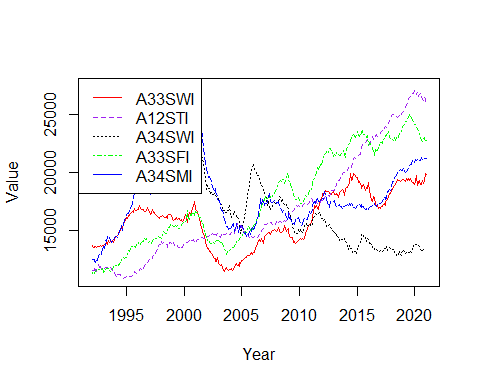 A33SWI
A12STI
A34SWI
A33SFI
A34SMI
Value
15000
20000
25000
1995
2000
2005
2010
2015
2020
Year